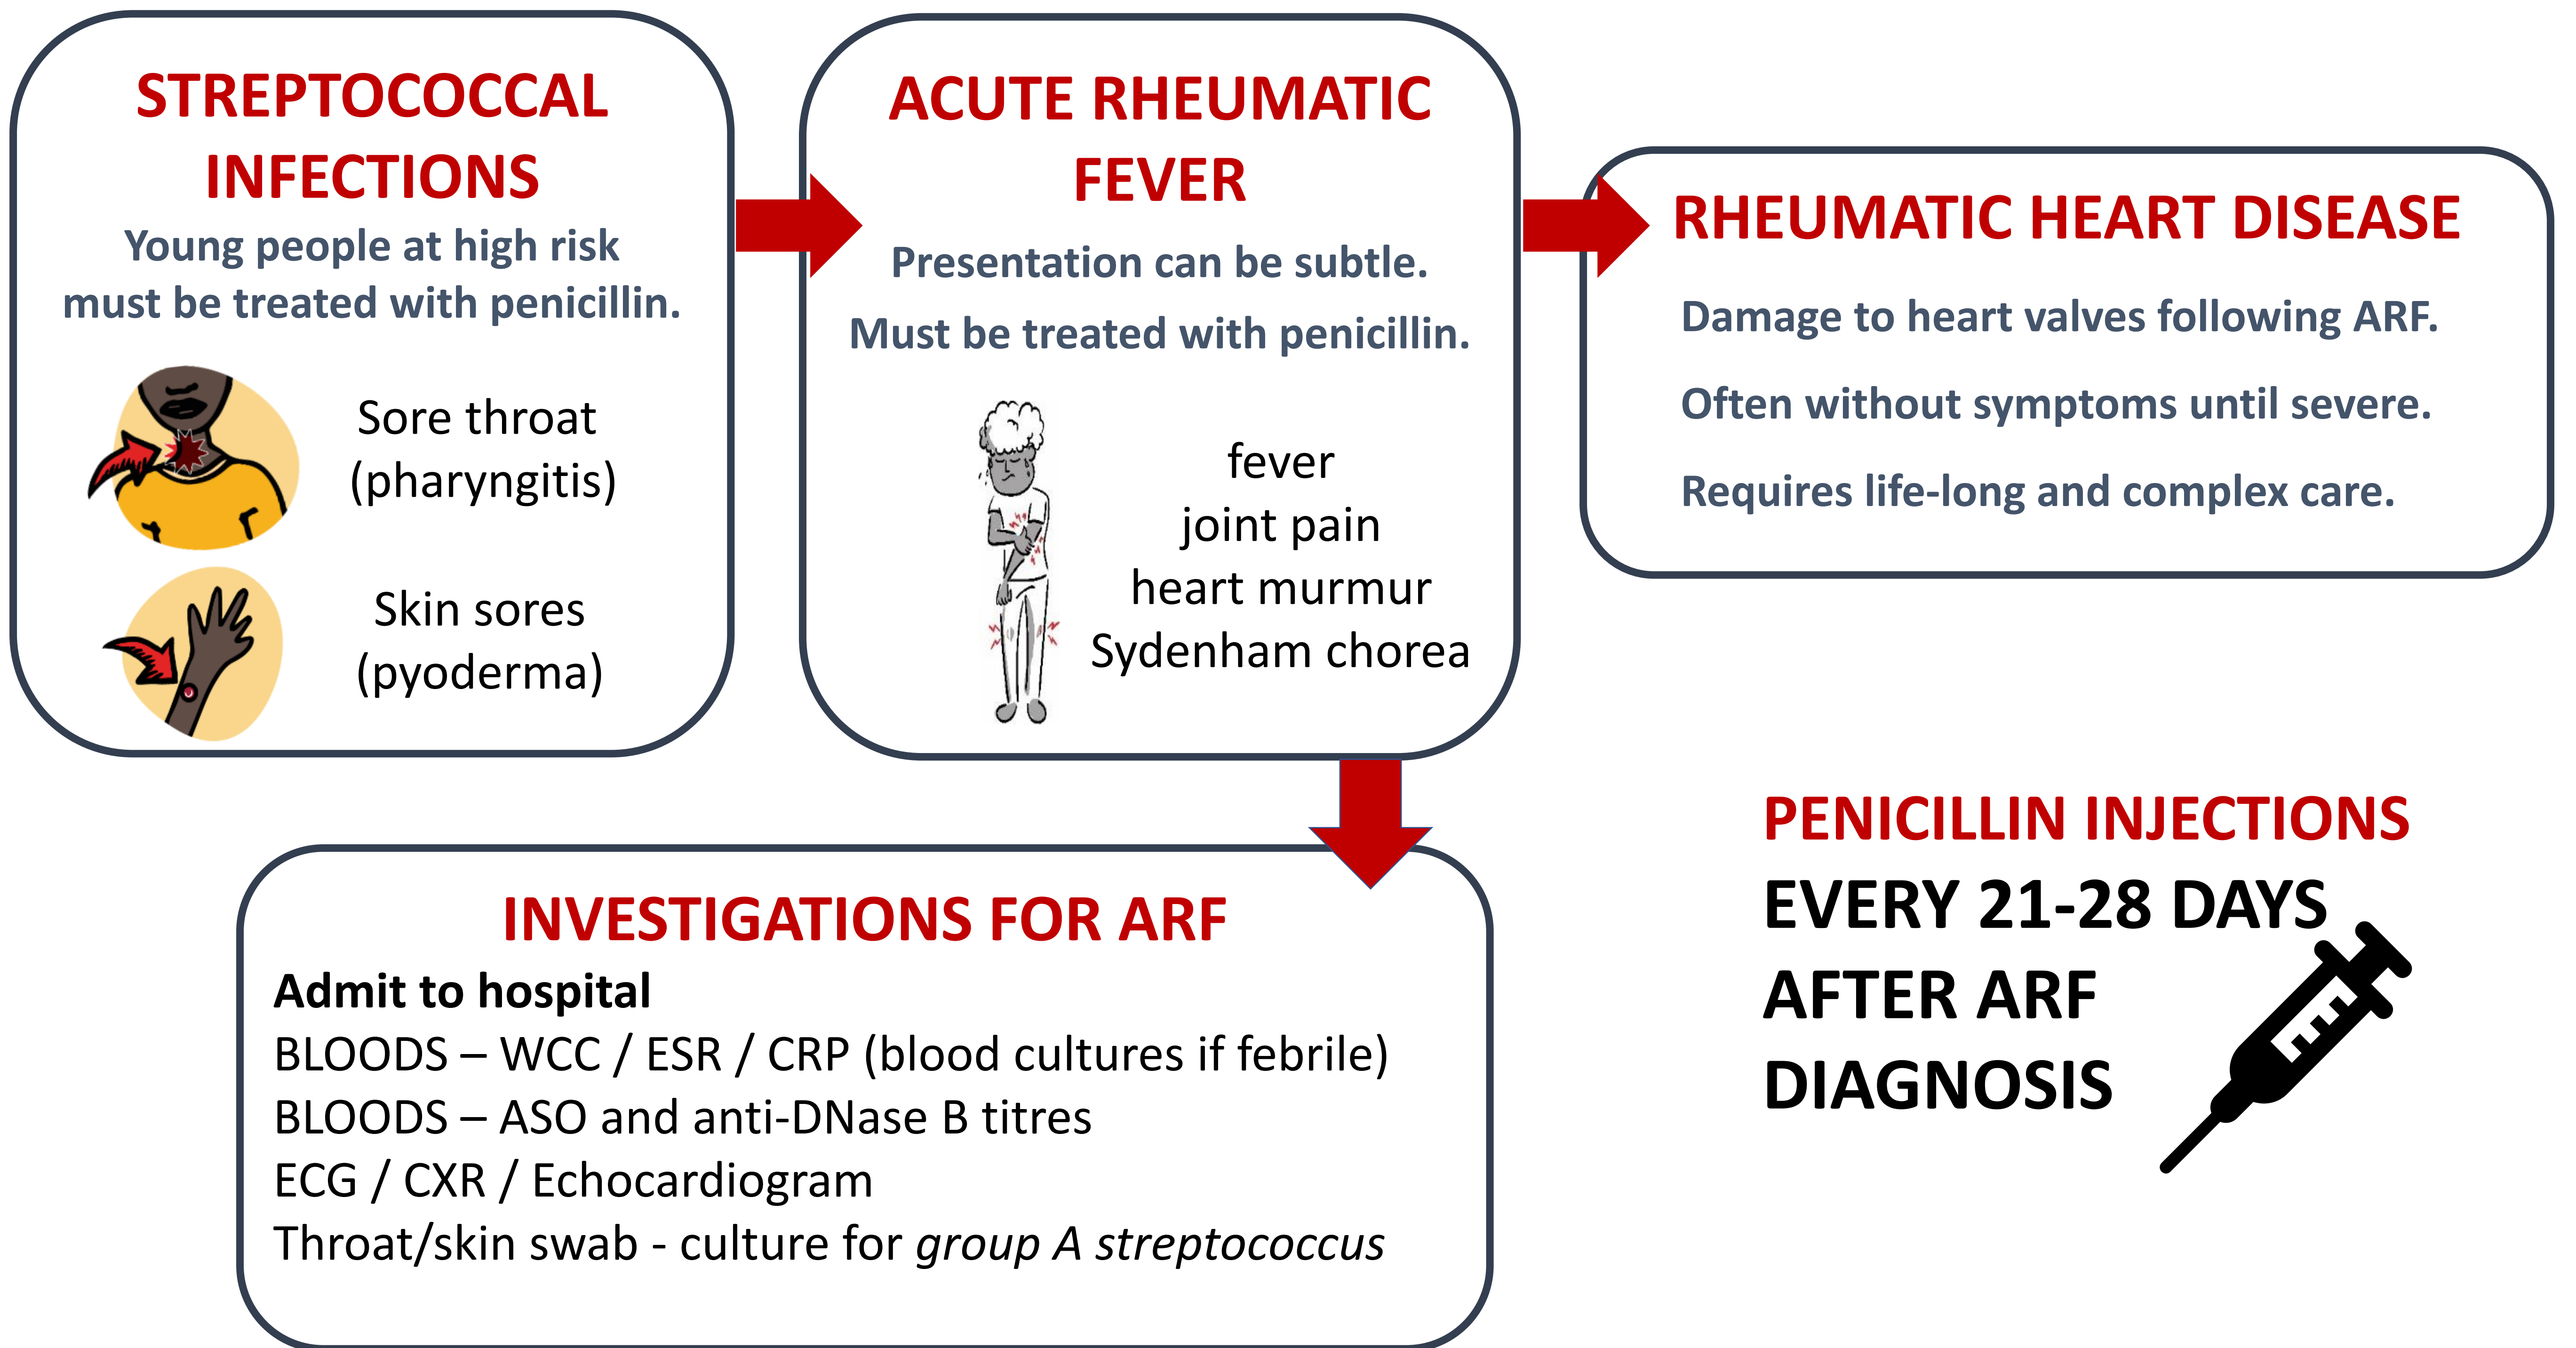 STREPTOCOCCAL
INFECTIONS
Young people at high risk
must be treated with penicillin.
Sore throat
(pharyngitis)
Skin sores
(pyoderma)
ACUTE RHEUMATIC
FEVER
Presentation can be subtle.
Must be treated with penicillin.
fever
joint pain
heart murmur
Sydenham chorea
RHEUMATIC HEART DISEASE
Damage to heart valves following ARF.
Often without symptoms until severe.
Requires life-long and complex care.
INVESTIGATIONS FOR ARF
Admit to hospital
BLOODS – WCC / ESR / CRP (blood cultures if febrile)
BLOODS – ASO and anti-DNase B titres
ECG / CXR / Echocardiogram
Throat/skin swab - culture for group A streptococcus
PENICILLIN INJECTIONS
EVERY 21-28 DAYS
AFTER ARF
DIAGNOSIS